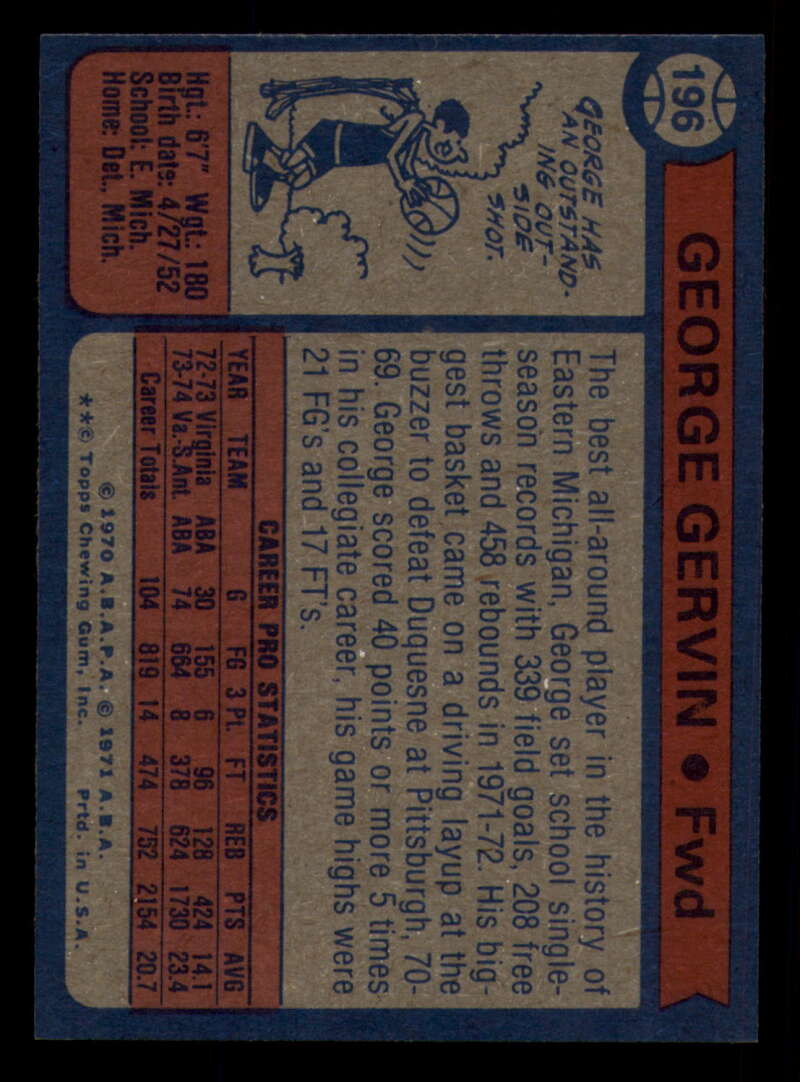 196
GEORGE GERVIN • Fwd
GEORGE HAS
AN OUTSTAND-
ING OUT-
SIDE
SHOT.
Hgt.: 6'7" Wgt.: 180
Birth date: 4/27/52
School: E. Mich.
Home: Det., Mich.
The best all-around player in the history of
Eastern Michigan, George set school single-
season records with 339 field goals, 208 free
throws and 458 rebounds in 1971-72. His big-
gest basket came on a driving layup at the
buzzer to defeat Duquesne at Pittsburgh, 70-
69. George scored 40 points or more 5 times
in his collegiate career, his game highs were
21 FG's and 17 FT's.
CAREER PRO STATISTICS
YEAR TEAM G FG 3 Pt. FT REB PTS AVG
72-73 Virginia ABA 30 155 6 96 128 424 14.1
73-74 Va.-S.Ant. ABA 74 664 8 378 624 1730 23.4
Career Totals 104 819 14 474 752 2154 20.7
© 1970 A.B.A.P.A. © 1971 A.B.A.
**© Topps Chewing Gum, Inc. Prtd. in U.S.A.